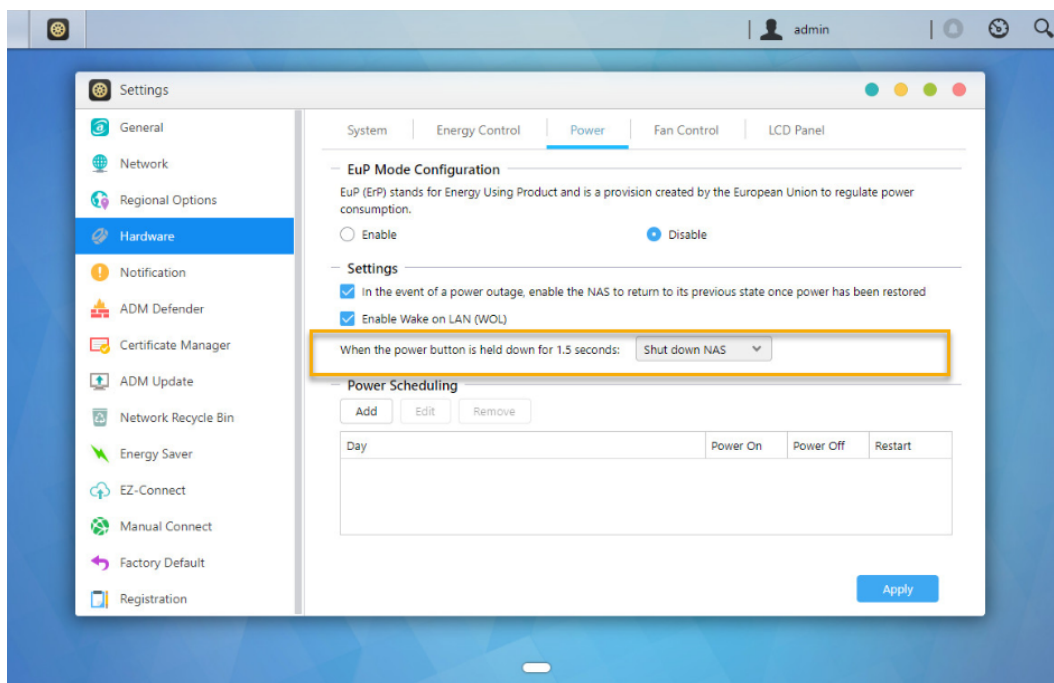 admin
Settings
General
Network
Regional Options
Hardware
Notification
ADM Defender
Certificate Manager
ADM Update
Network Recycle Bin
Energy Saver
EZ-Connect
Manual Connect
Factory Default
Registration
System Energy Control Power Fan Control LCD Panel
EuP Mode Configuration
EuP (ErP) stands for Energy Using Product and is a provision created by the European Union to regulate power
consumption.
Enable Disable
Settings
In the event of a power outage, enable the NAS to return to its previous state once power has been restored
Enable Wake on LAN (WOL)
When the power button is held down for 1.5 seconds: Shut down NAS
Power Scheduling
Add Edit Remove
Day Power On Power Off Restart
Apply